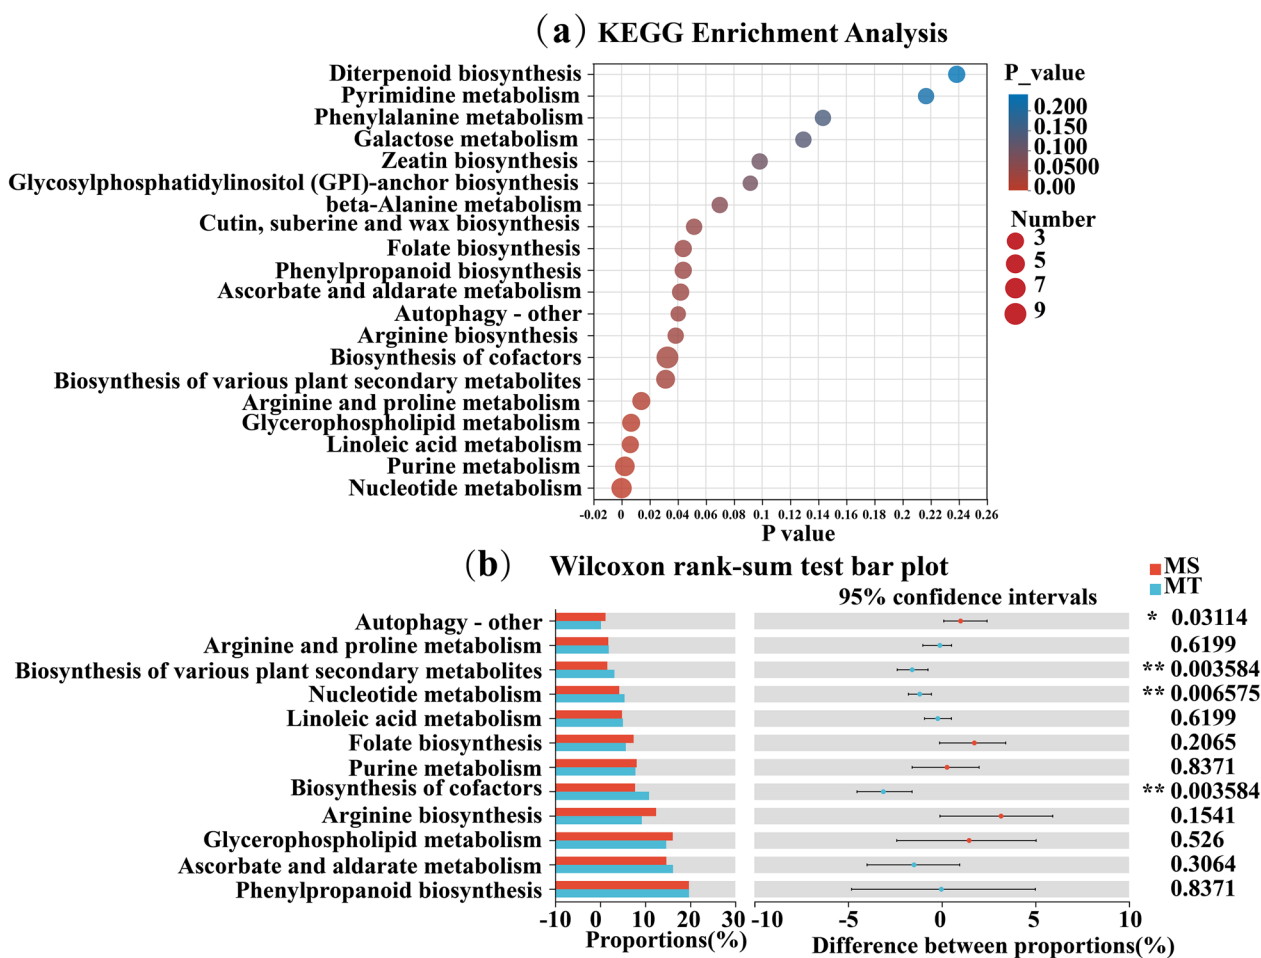 (a) KEGG Enrichment Analysis
Diterpenoid biosynthesis
Pyrimidine metabolism
Phenylalanine metabolism
Galactose metabolism
Zeatin biosynthesis
Glycosylphosphatidylinositol (GPI)-anchor biosynthesis
beta-Alanine metabolism
Cutin, suberine and wax biosynthesis
Folate biosynthesis
Phenylpropanoid biosynthesis
Ascorbate and aldarate metabolism
Autophagy - other
Arginine biosynthesis
Biosynthesis of cofactors
Biosynthesis of various plant secondary metabolites
Arginine and proline metabolism
Glycerophospholipid metabolism
Linoleic acid metabolism
Purine metabolism
Nucleotide metabolism
-0.02 0 0.02 0.04 0.06 0.08 0.1 0.12 0.14 0.16 0.18 0.2 0.22 0.24 0.26
P value
P_value
0.200
0.150
0.100
0.0500
0.00
Number
3
5
7
9
(b) Wilcoxon rank-sum test bar plot
MS
MT
95% confidence intervals
Autophagy - other * 0.03114
Arginine and proline metabolism 0.6199
Biosynthesis of various plant secondary metabolites ** 0.003584
Nucleotide metabolism ** 0.006575
Linoleic acid metabolism 0.6199
Folate biosynthesis 0.2065
Purine metabolism 0.8371
Biosynthesis of cofactors ** 0.003584
Arginine biosynthesis 0.1541
Glycerophospholipid metabolism 0.526
Ascorbate and aldarate metabolism 0.3064
Phenylpropanoid biosynthesis 0.8371
-10 0 10 20 30 -10 -5 0 5 10
Proportions(%) Difference between proportions(%)